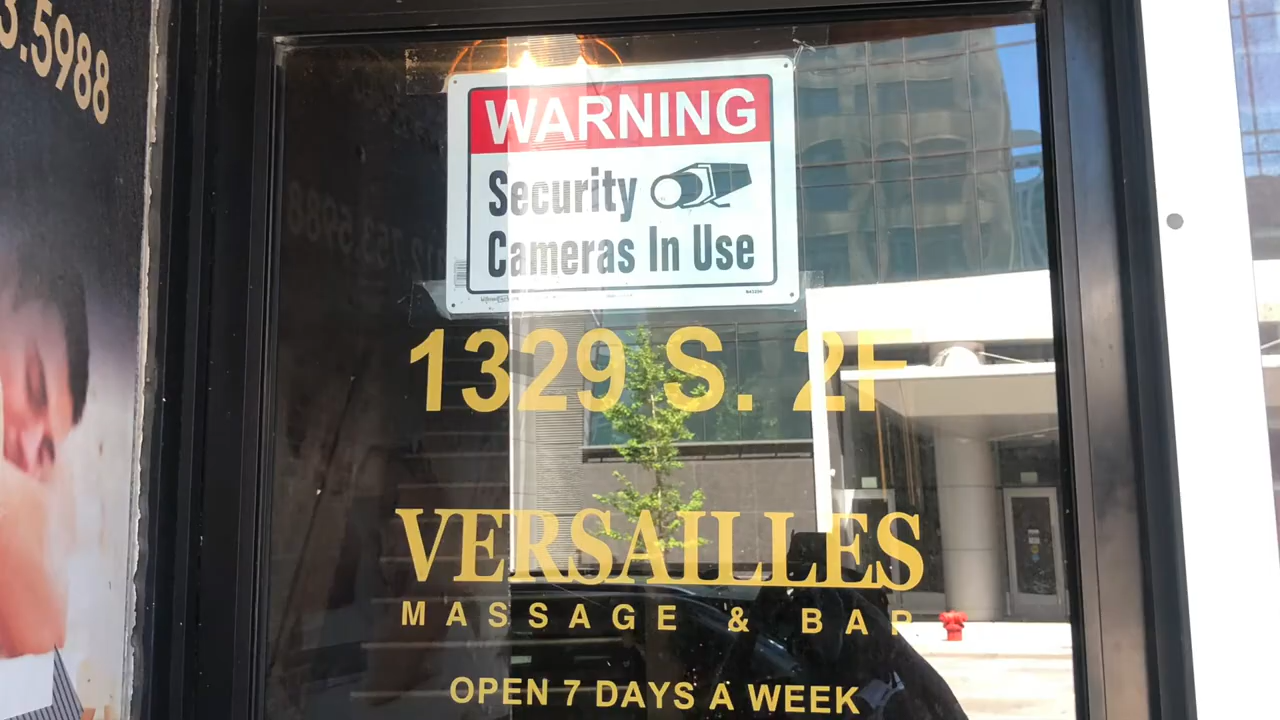 3.5988
WARNING
Security
Cameras In Use
1329 S. 2F
VERSAILLES
MASSAGE & BAR
OPEN 7 DAYS A WEEK